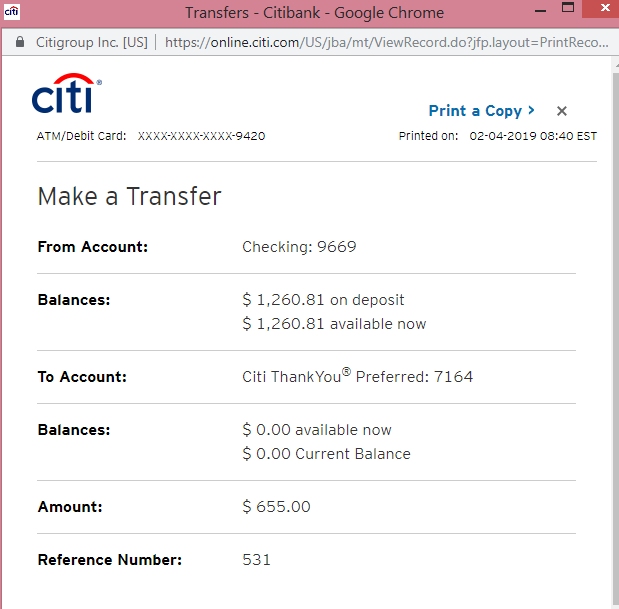 citi
Transfers - Citibank - Google Chrome
Citigroup Inc. [US] | https://online.citi.com/US/jba/mt/ViewRecord.do?jfp.layout=PrintReco...
citi®
Print a Copy > ×
ATM/Debit Card: XXXX-XXXX-XXXX-9420 Printed on: 02-04-2019 08:40 EST
Make a Transfer
From Account: Checking: 9669
Balances: $ 1,260.81 on deposit
$ 1,260.81 available now
To Account: Citi ThankYou® Preferred: 7164
Balances: $ 0.00 available now
$ 0.00 Current Balance
Amount: $ 655.00
Reference Number: 531